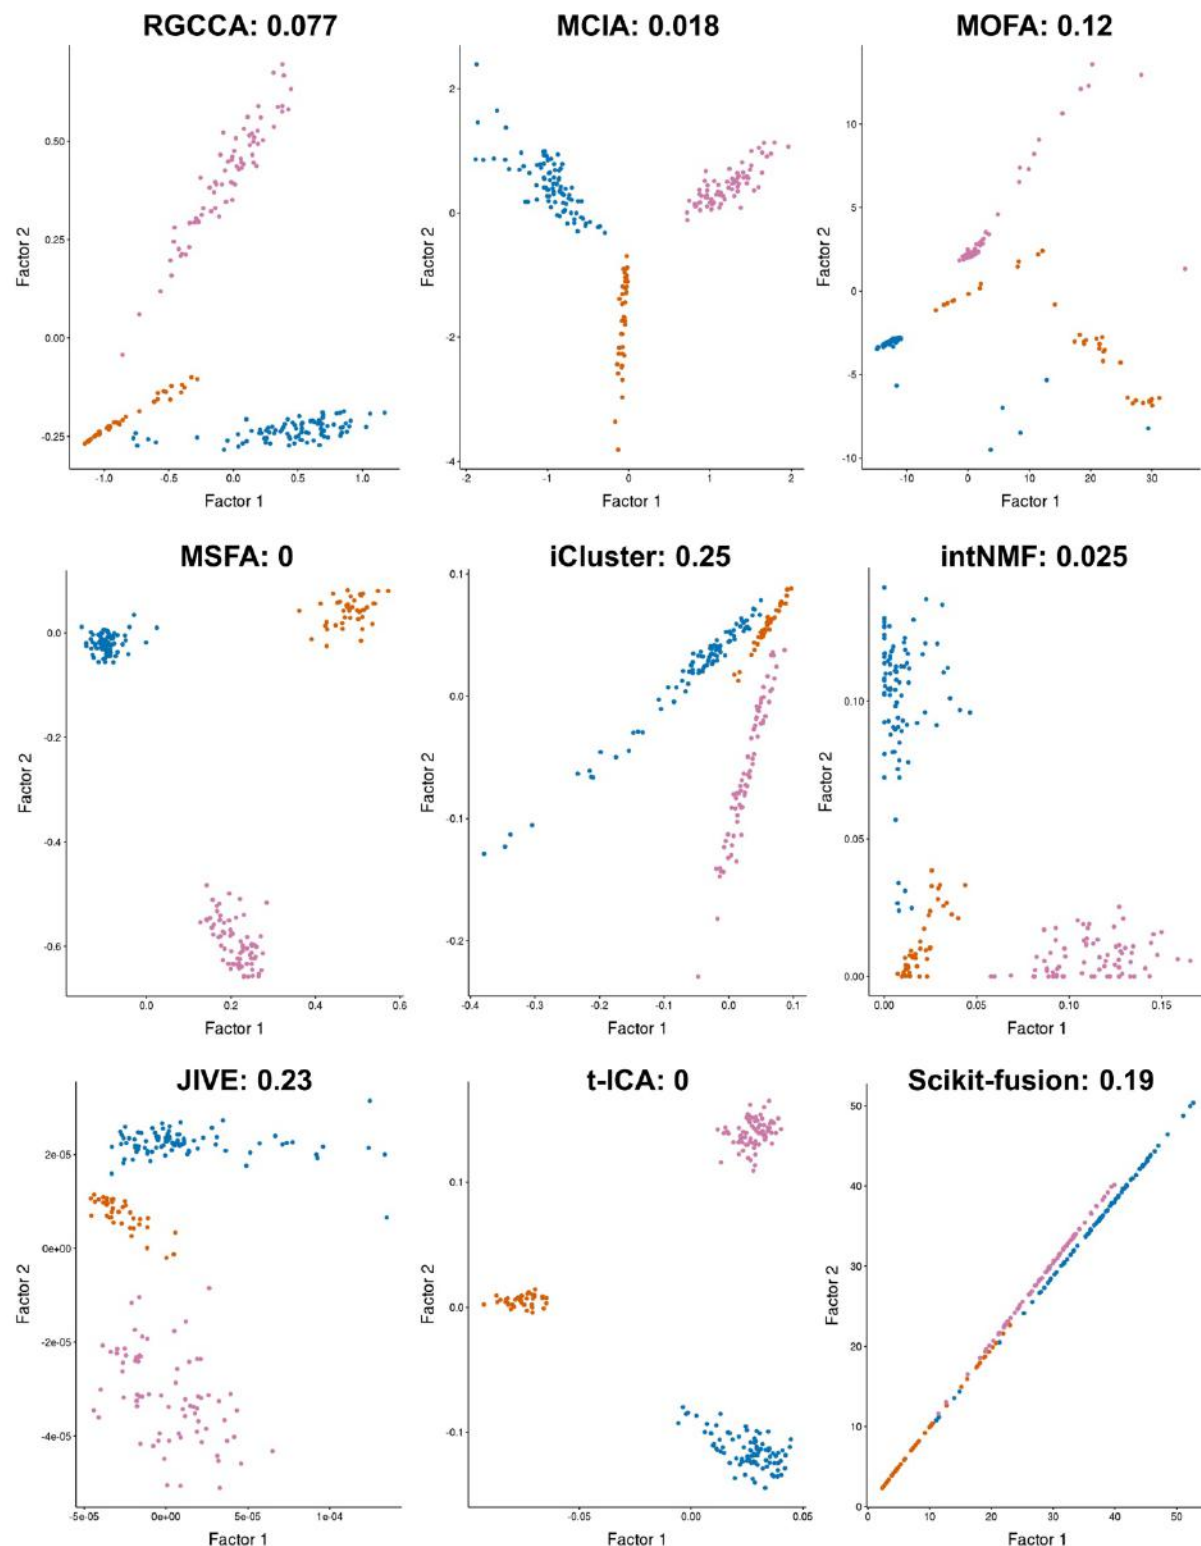 RGCCA: 0.077
MCIA: 0.018
MOFA: 0.12
0.50
0.25
0.00
-0.25
Factor 2
-1.0
-0.5
0.0
0.5
1.0
Factor 1
2
0
-2
-4
Factor 2
-2
-1
0
1
2
Factor 1
10
5
0
-5
-10
Factor 2
-10
0
10
20
30
Factor 1
MSFA: 0
iCluster: 0.25
intNMF: 0.025
0.0
-0.2
-0.4
-0.6
Factor 2
0.0
0.2
0.4
0.6
Factor 1
0.1
0.0
-0.1
-0.2
Factor 2
-0.4
-0.3
-0.2
-0.1
0.0
0.1
Factor 1
0.10
0.05
0.00
Factor 2
0.00
0.05
0.10
0.15
Factor 1
JIVE: 0.23
t-ICA: 0
Scikit-fusion: 0.19
2e-05
0e+00
-2e-05
-4e-05
Factor 2
-5e-05
0e+00
5e-05
1e-04
Factor 1
0.1
0.0
-0.1
Factor 2
-0.05
0.00
0.05
Factor 1
50
40
30
20
10
0
Factor 2
0
10
20
30
40
50
Factor 1